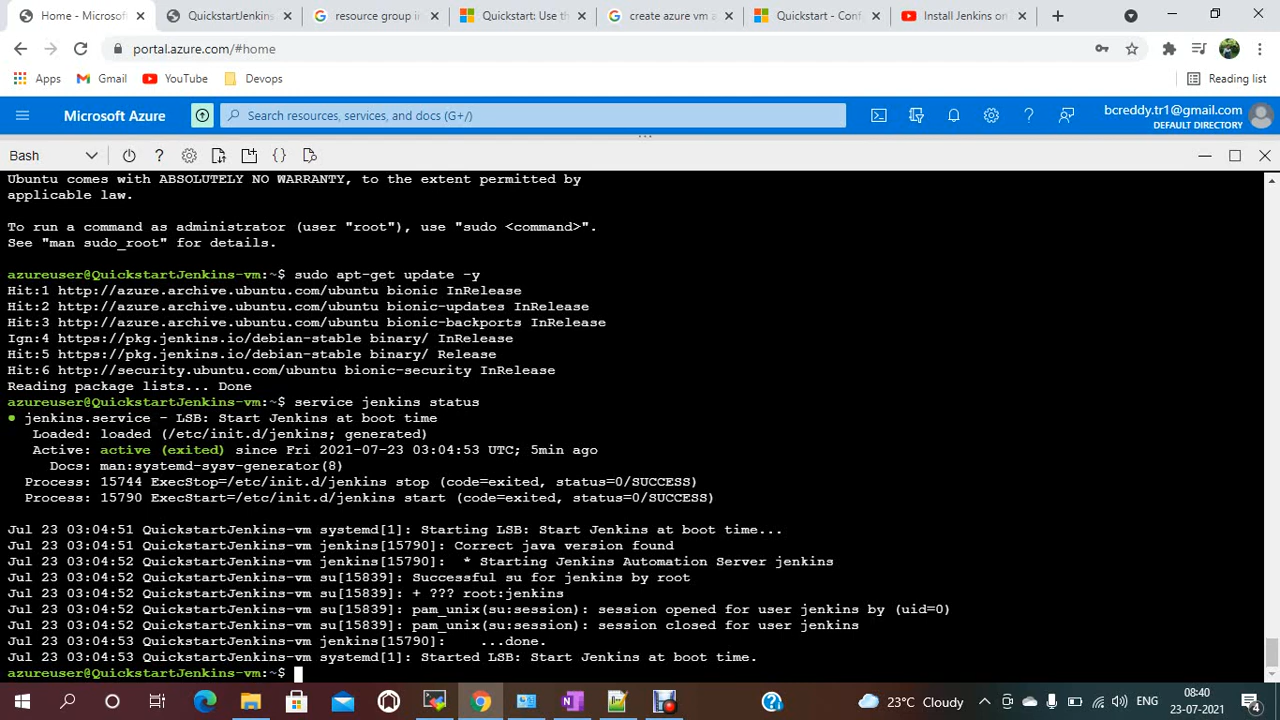 Home - Microsoft
QuickstartJenkins
resource group in
Quickstart: Use th
create azure vm a
Quickstart - Conf
Install Jenkins on
portal.azure.com/#home
Apps
Gmail
YouTube
Devops
Reading list
Microsoft Azure
Search resources, services, and docs (G+/)
bcreddy.tr1@gmail.com
DEFAULT DIRECTORY
Bash
Ubuntu comes with ABSOLUTELY NO WARRANTY, to the extent permitted by
applicable law.
To run a command as administrator (user "root"), use "sudo <command>".
See "man sudo_root" for details.
azureuser@QuickstartJenkins-vm:~$ sudo apt-get update -y
Hit:1 http://azure.archive.ubuntu.com/ubuntu bionic InRelease
Hit:2 http://azure.archive.ubuntu.com/ubuntu bionic-updates InRelease
Hit:3 http://azure.archive.ubuntu.com/ubuntu bionic-backports InRelease
Ign:4 https://pkg.jenkins.io/debian-stable binary/ InRelease
Hit:5 https://pkg.jenkins.io/debian-stable binary/ Release
Hit:6 http://security.ubuntu.com/ubuntu bionic-security InRelease
Reading package lists... Done
azureuser@QuickstartJenkins-vm:~$ service jenkins status
● jenkins.service - LSB: Start Jenkins at boot time
Loaded: loaded (/etc/init.d/jenkins; generated)
Active: active (exited) since Fri 2021-07-23 03:04:53 UTC; 5min ago
Docs: man:systemd-sysv-generator(8)
Process: 15744 ExecStop=/etc/init.d/jenkins stop (code=exited, status=0/SUCCESS)
Process: 15790 ExecStart=/etc/init.d/jenkins start (code=exited, status=0/SUCCESS)
Jul 23 03:04:51 QuickstartJenkins-vm systemd[1]: Starting LSB: Start Jenkins at boot time...
Jul 23 03:04:51 QuickstartJenkins-vm jenkins[15790]: Correct java version found
Jul 23 03:04:52 QuickstartJenkins-vm jenkins[15790]:  * Starting Jenkins Automation Server jenkins
Jul 23 03:04:52 QuickstartJenkins-vm su[15839]: Successful su for jenkins by root
Jul 23 03:04:52 QuickstartJenkins-vm su[15839]: + ??? root:jenkins
Jul 23 03:04:52 QuickstartJenkins-vm su[15839]: pam_unix(su:session): session opened for user jenkins by (uid=0)
Jul 23 03:04:52 QuickstartJenkins-vm su[15839]: pam_unix(su:session): session closed for user jenkins
Jul 23 03:04:53 QuickstartJenkins-vm jenkins[15790]:    ...done.
Jul 23 03:04:53 QuickstartJenkins-vm systemd[1]: Started LSB: Start Jenkins at boot time.
azureuser@QuickstartJenkins-vm:~$
23°C Cloudy
ENG
08:40
23-07-2021
4